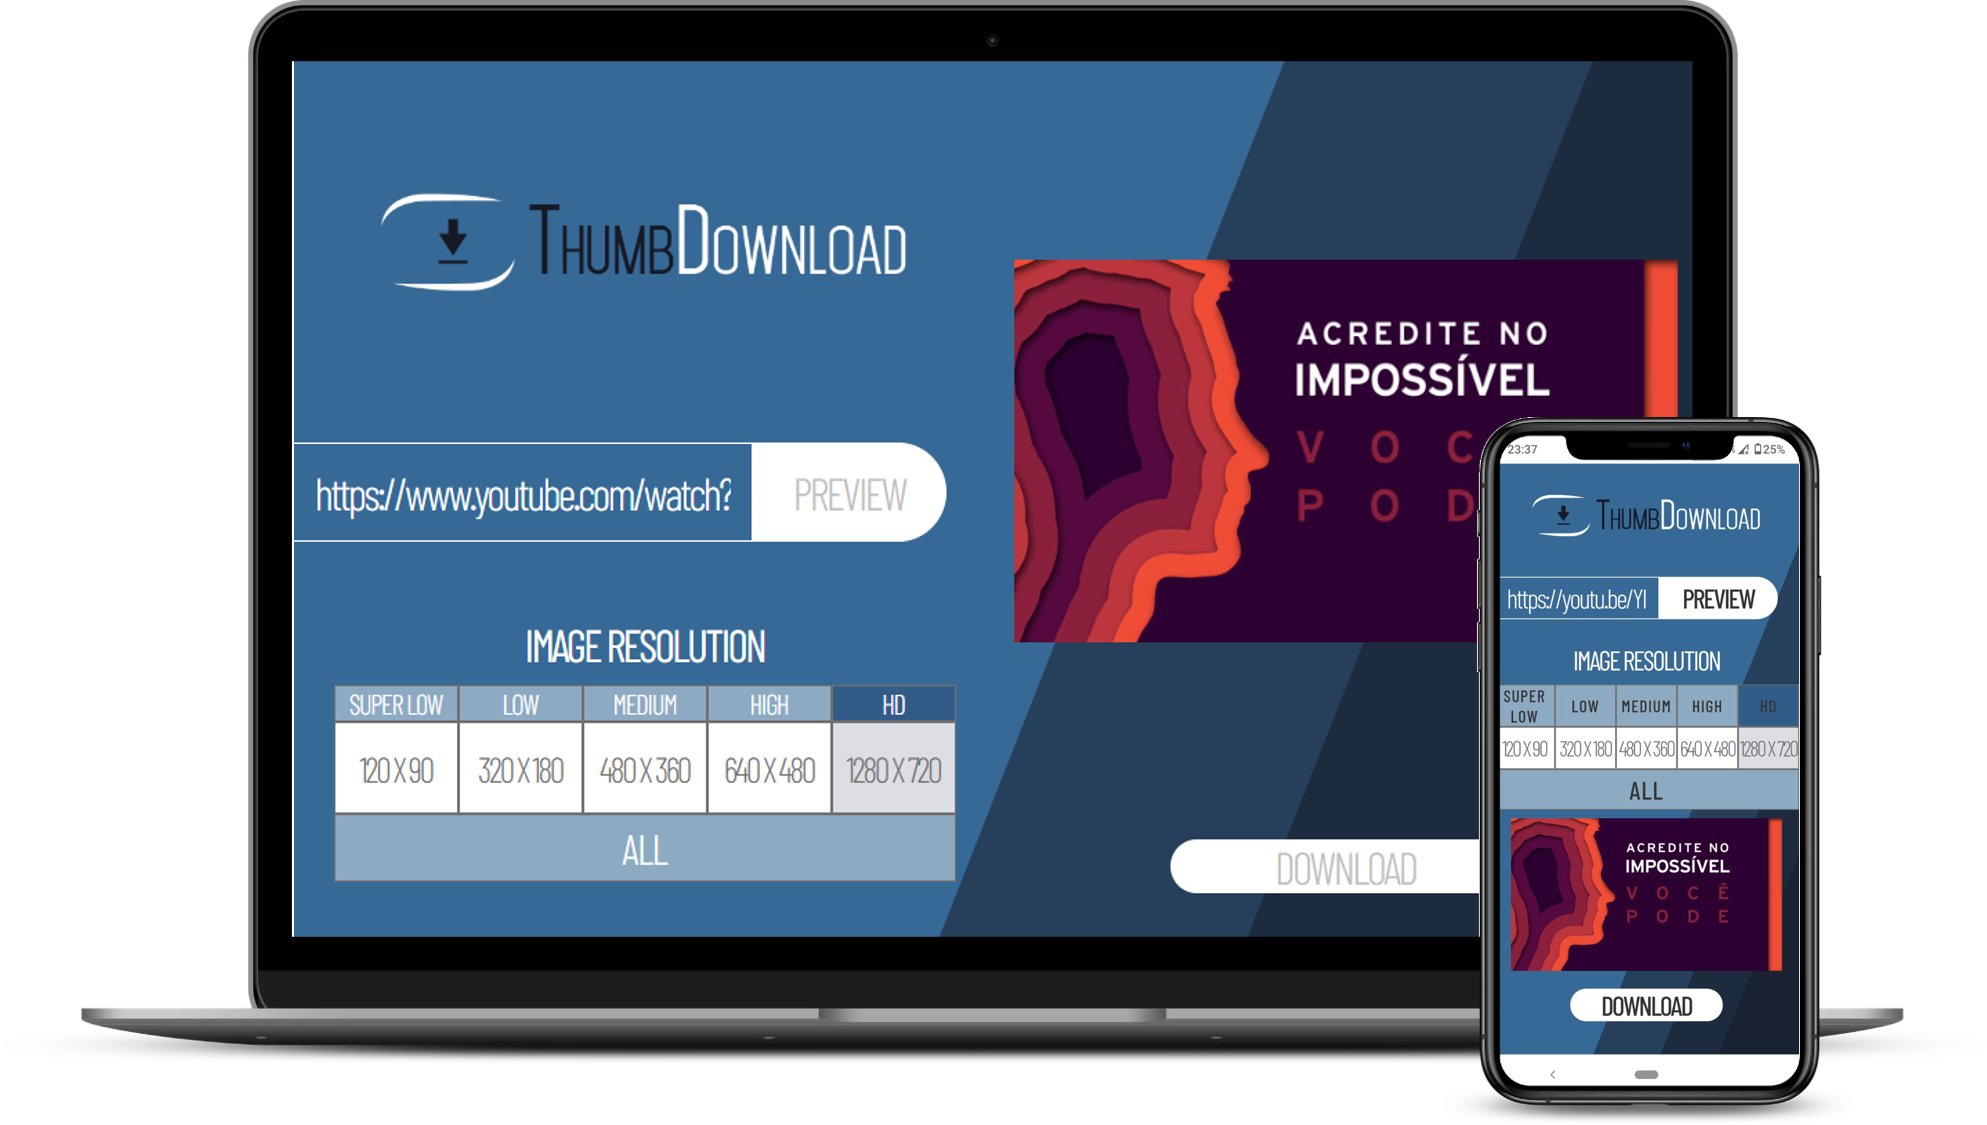 THUMBDOWNLOAD
https://www.youtube.com/watch?
PREVIEW
IMAGE RESOLUTION
SUPER LOW LOW MEDIUM HIGH HD
120 X 90 320 X 180 480 X 360 640 X 480 1280 X 720
ALL
ACREDITE NO
IMPOSSÍVEL
V O C
P O D
DOWNLOAD
23:37 25%
THUMBDOWNLOAD
https://youtu.be/YI
PREVIEW
IMAGE RESOLUTION
SUPER LOW LOW MEDIUM HIGH HD
120 X 90 320 X 180 480 X 360 640 X 480 1280 X 720
ALL
ACREDITE NO
IMPOSSÍVEL
V O C Ê
P O D E
DOWNLOAD